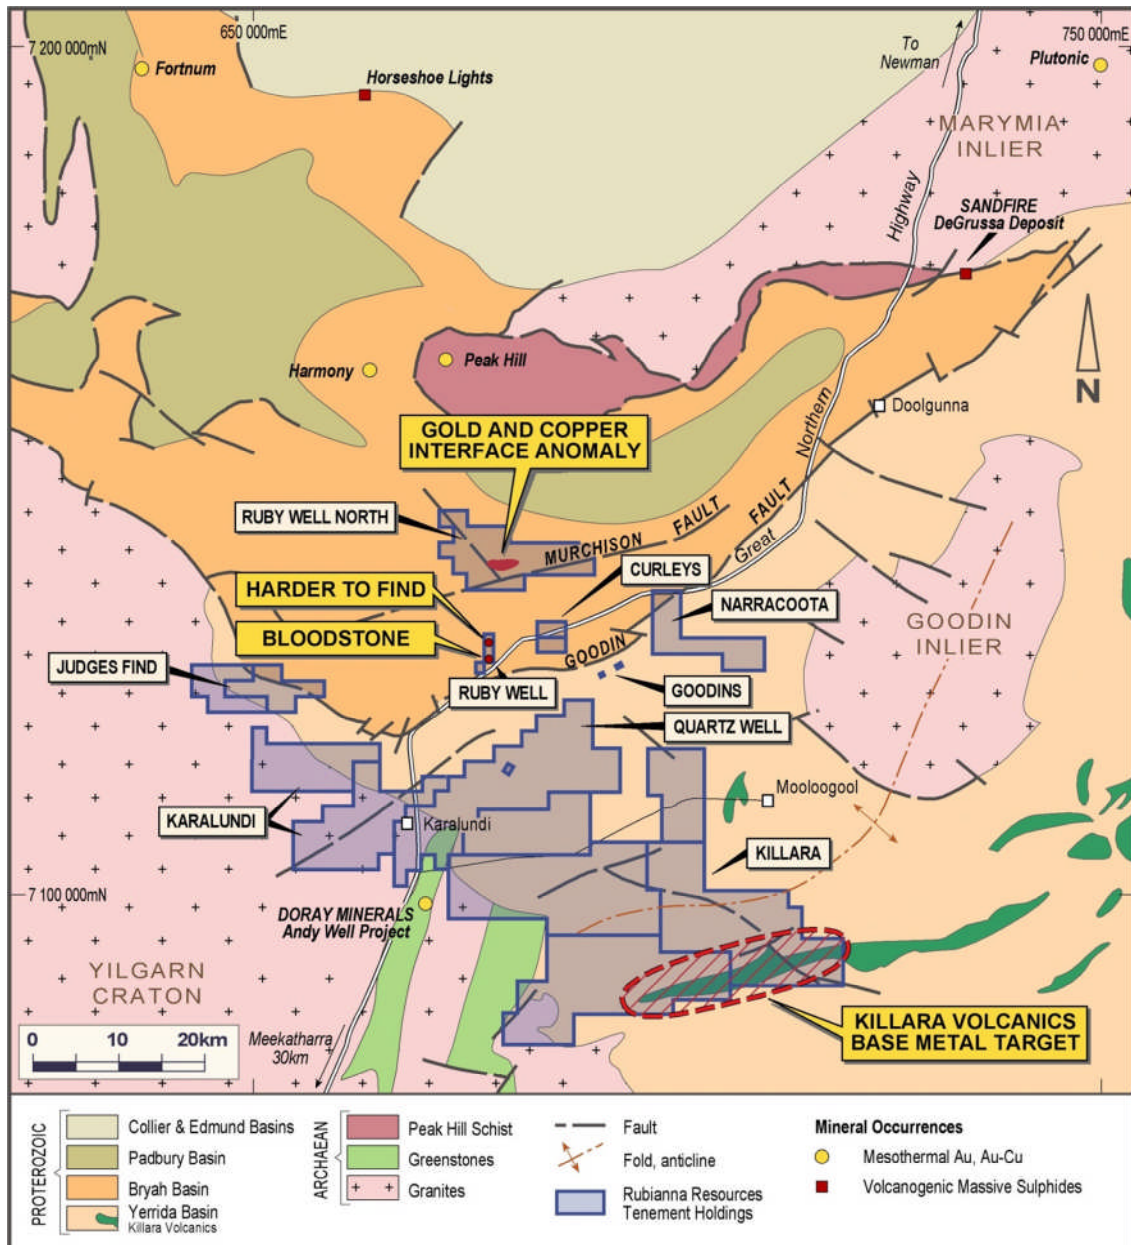 650 000mE
750 000mE
7 200 000mN
To
Newman
Plutonic
Fortnum
Horseshoe Lights
MARYMIA
INLIER
SANDFIRE
DeGrussa Deposit
Highway
Harmony
Peak Hill
N
Doolgunna
Northern
GOLD AND COPPER
INTERFACE ANOMALY
RUBY WELL NORTH
MURCHISON FAULT
FAULT
Great
CURLEYS
HARDER TO FIND
NARRACOOTA
GOODIN
INLIER
BLOODSTONE
GOODIN
JUDGES FIND
RUBY WELL
GOODINS
QUARTZ WELL
Mooloogool
KARALUNDI
Karalundi
KILLARA
7 100 000mN
DORAY MINERALS
Andy Well Project
YILGARN
CRATON
KILLARA VOLCANICS
BASE METAL TARGET
0 10 20km
Meekatharra
30km
PROTEROZOIC
Collier & Edmund Basins
Padbury Basin
Bryah Basin
Yerrida Basin
Killara Volcanics
ARCHAEAN
Peak Hill Schist
Greenstones
Granites
Fault
Fold, anticline
Rubianna Resources
Tenement Holdings
Mineral Occurrences
Mesothermal Au, Au-Cu
Volcanogenic Massive Sulphides